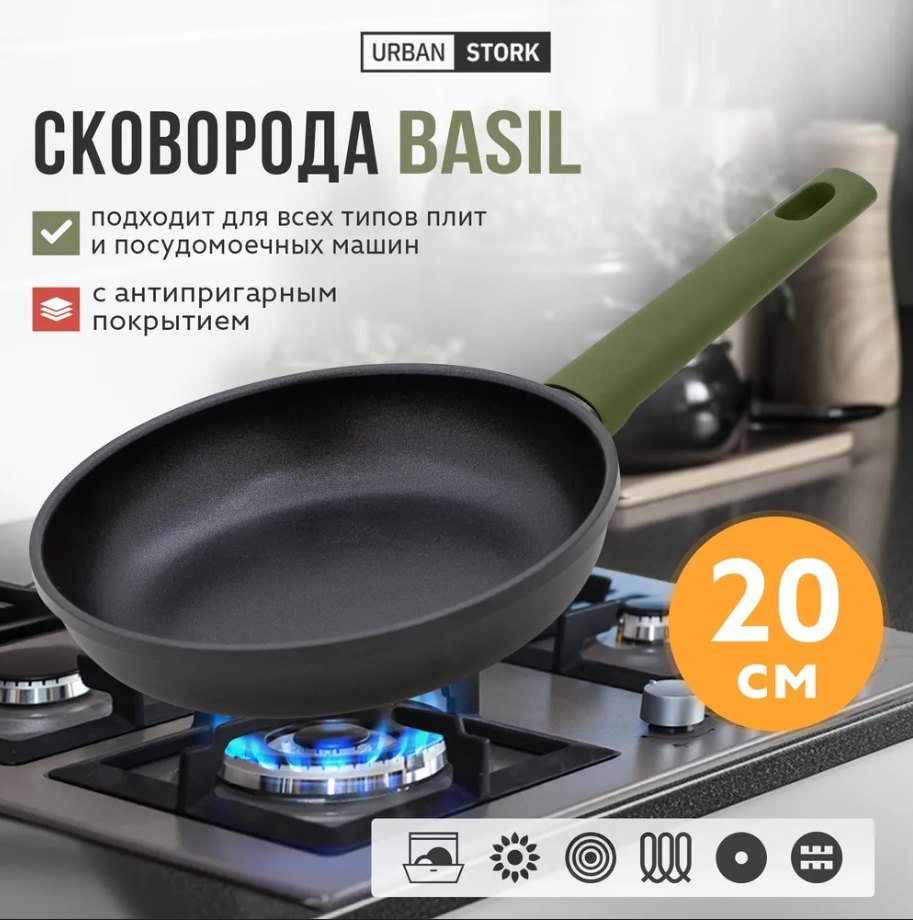 URBAN STORK
СКОВОРОДА BASIL
подходит для всех типов плит
и посудомоечных машин
с антипригарным
покрытием
20
см